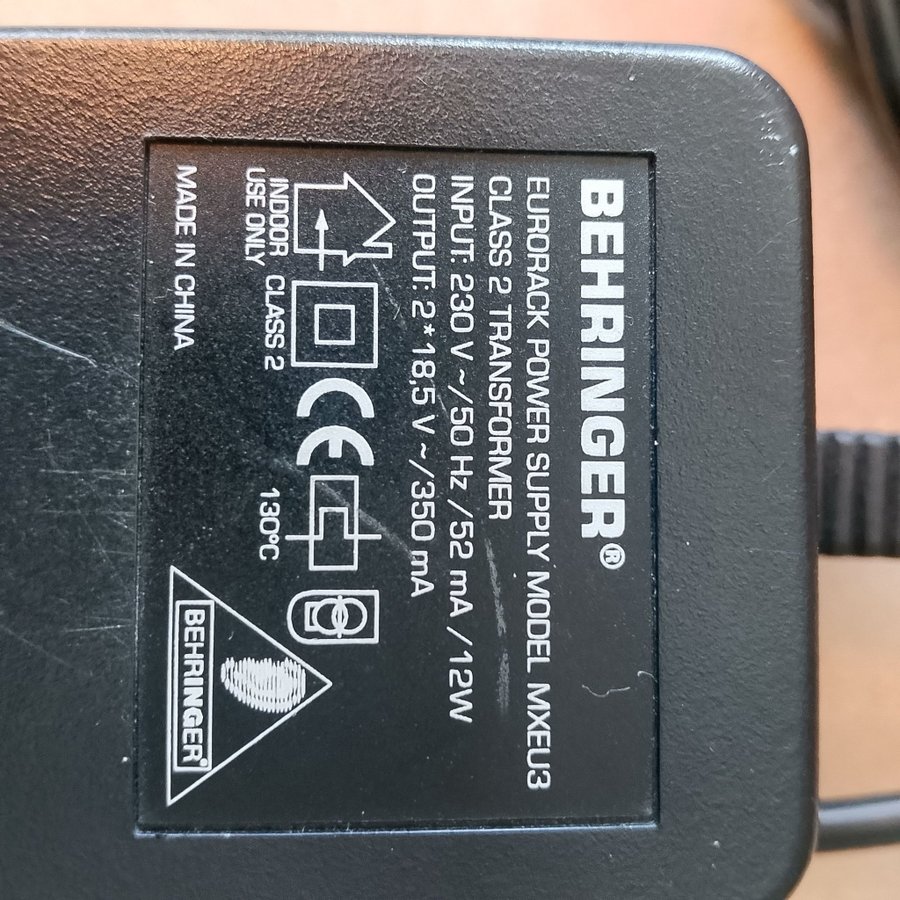 BEHRINGER®
EURORACK POWER SUPPLY MODEL MXEU3
CLASS 2 TRANSFORMER
INPUT: 230 V ~/50 Hz /52 mA /12W
OUTPUT: 2*18,5 V ~/350 mA
INDOOR
USE ONLY
CLASS 2
CE
130°C
BEHRINGER®
MADE IN CHINA